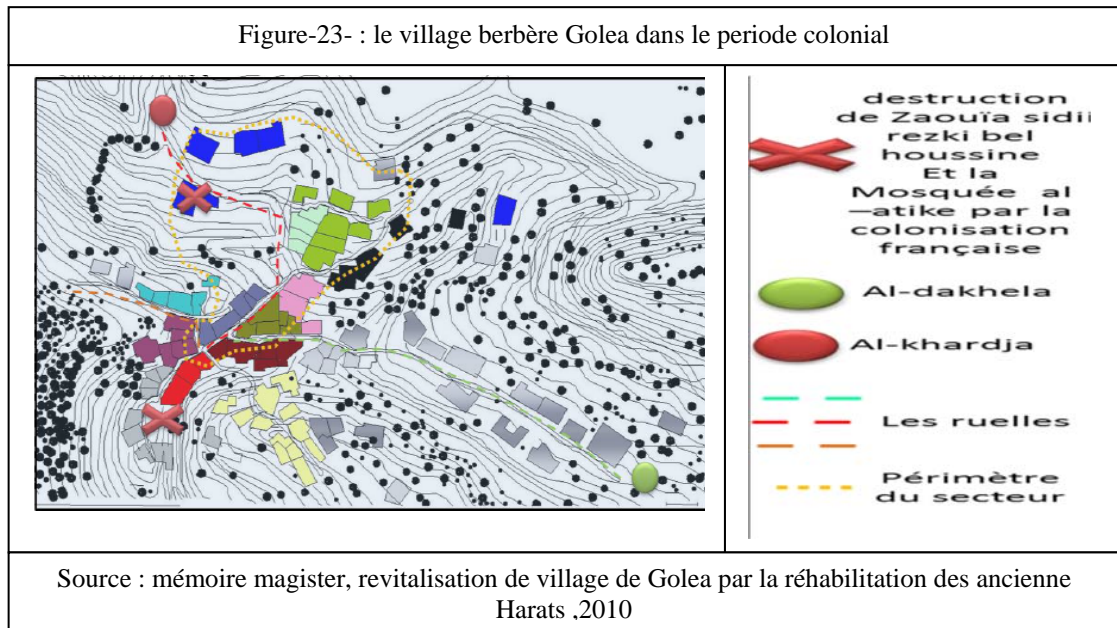 Figure-23- : le village berbère Golea dans le periode colonial
destruction
de Zaouïa sidii
rezki bel
houssine
Et la
Mosquée al
–atike par la
colonisation
française
Al-dakhela
Al-khardja
Les ruelles
Périmètre
du secteur
Source : mémoire magister, revitalisation de village de Golea par la réhabilitation des ancienne
Harats ,2010